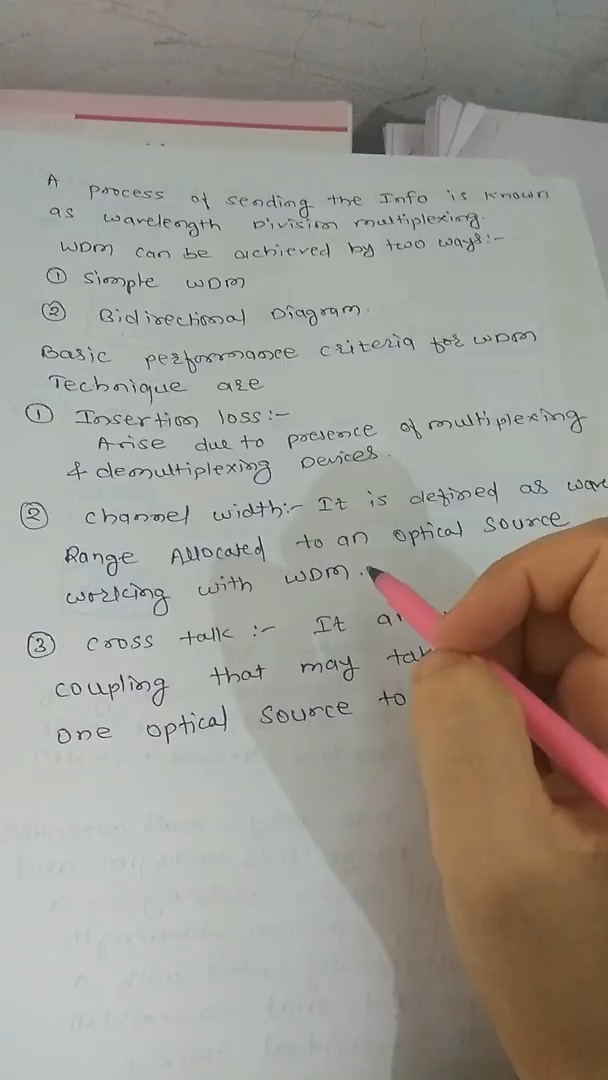 A process of sending the Info is known
as wavelength Division multiplexing.
WDM can be achieved by two ways:-
① Simple WDM
② Bidirectional Diagram.
Basic performance criteria for WDM
Technique are
① Insertion loss:-
Arise due to presence of multiplexing
& demultiplexing Devices.
② Channel width:- It is defined as
Range Allocated to an optical source
working with WDM.
③ Cross talk :- It
coupling that may
one optical source to